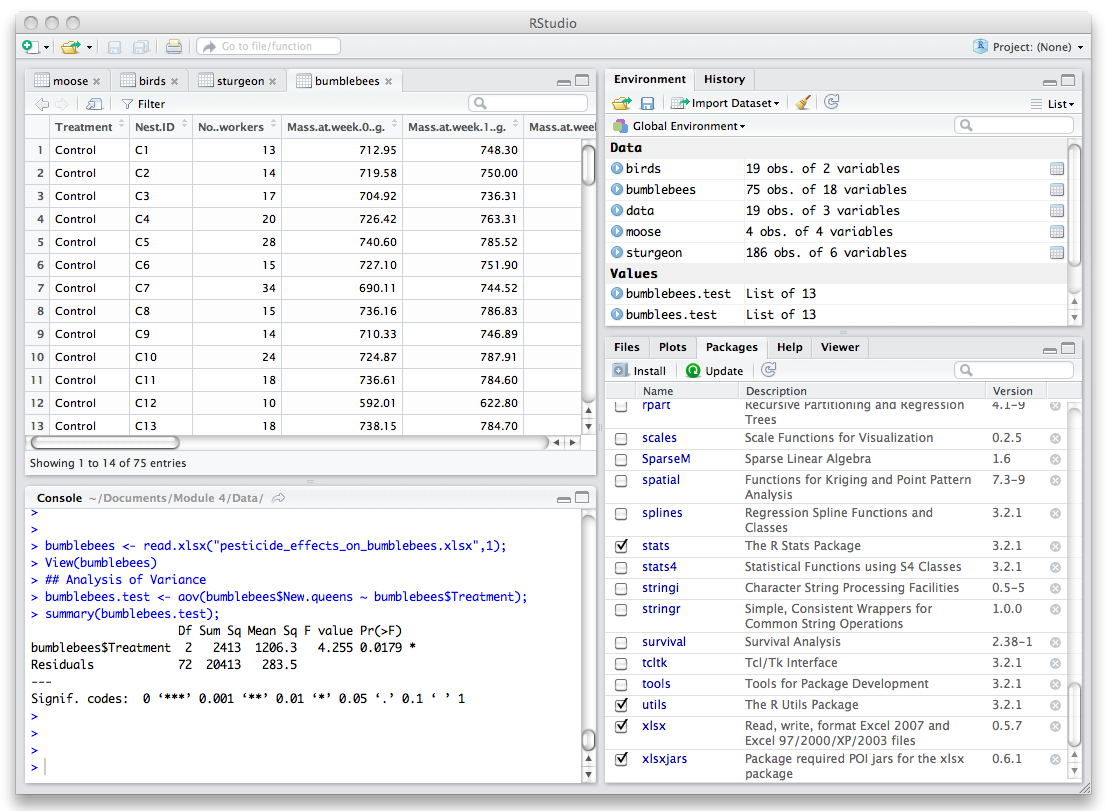 RStudio
Go to file/function
Project: (None)
moose
birds
sturgeon
bumblebees
Filter
Treatment Nest.ID No..workers Mass.at.week.0..g. Mass.at.week.1..g. Mass.at.wee
1 Control C1 13 712.95 748.30
2 Control C2 14 719.58 750.00
3 Control C3 17 704.92 736.31
4 Control C4 20 726.42 763.31
5 Control C5 28 740.60 785.52
6 Control C6 15 727.10 751.90
7 Control C7 34 690.11 744.52
8 Control C8 15 736.16 786.83
9 Control C9 14 710.33 746.89
10 Control C10 24 724.87 787.91
11 Control C11 18 736.61 784.60
12 Control C12 10 592.01 622.80
13 Control C13 18 738.15 784.70
Showing 1 to 14 of 75 entries
Console ~/Documents/Module 4/Data/
>
>
> bumblebees <- read.xlsx("pesticide_effects_on_bumblebees.xlsx",1);
> View(bumblebees)
> ## Analysis of Variance
> bumblebees.test <- aov(bumblebees$New.queens ~ bumblebees$Treatment);
> summary(bumblebees.test);
Df Sum Sq Mean Sq F value Pr(>F)
bumblebees$Treatment 2 2413 1206.3 4.255 0.0179 *
Residuals 72 20413 283.5
---
Signif. codes: 0 ‘***’ 0.001 ‘**’ 0.01 ‘*’ 0.05 ‘.’ 0.1 ‘ ’ 1
>
>
>
>
Environment History
Import Dataset
List
Global Environment
Data
birds 19 obs. of 2 variables
bumblebees 75 obs. of 18 variables
data 19 obs. of 3 variables
moose 4 obs. of 4 variables
sturgeon 186 obs. of 6 variables
Values
bumblebees.test List of 13
bumblees.test List of 13
Files Plots Packages Help Viewer
Install Update
Name Description Version
rpart Recursive Partitioning and Regression 4.1-9
Trees
scales Scale Functions for Visualization 0.2.5
SparseM Sparse Linear Algebra 1.6
spatial Functions for Kriging and Point Pattern 7.3-9
Analysis
splines Regression Spline Functions and 3.2.1
Classes
stats The R Stats Package 3.2.1
stats4 Statistical Functions using S4 Classes 3.2.1
stringi Character String Processing Facilities 0.5-5
stringr Simple, Consistent Wrappers for 1.0.0
Common String Operations
survival Survival Analysis 2.38-1
tcltk Tcl/Tk Interface 3.2.1
tools Tools for Package Development 3.2.1
utils The R Utils Package 3.2.1
xlsx Read, write, format Excel 2007 and 0.5.7
Excel 97/2000/XP/2003 files
xlsxjars Package required POI jars for the xlsx 0.6.1
package